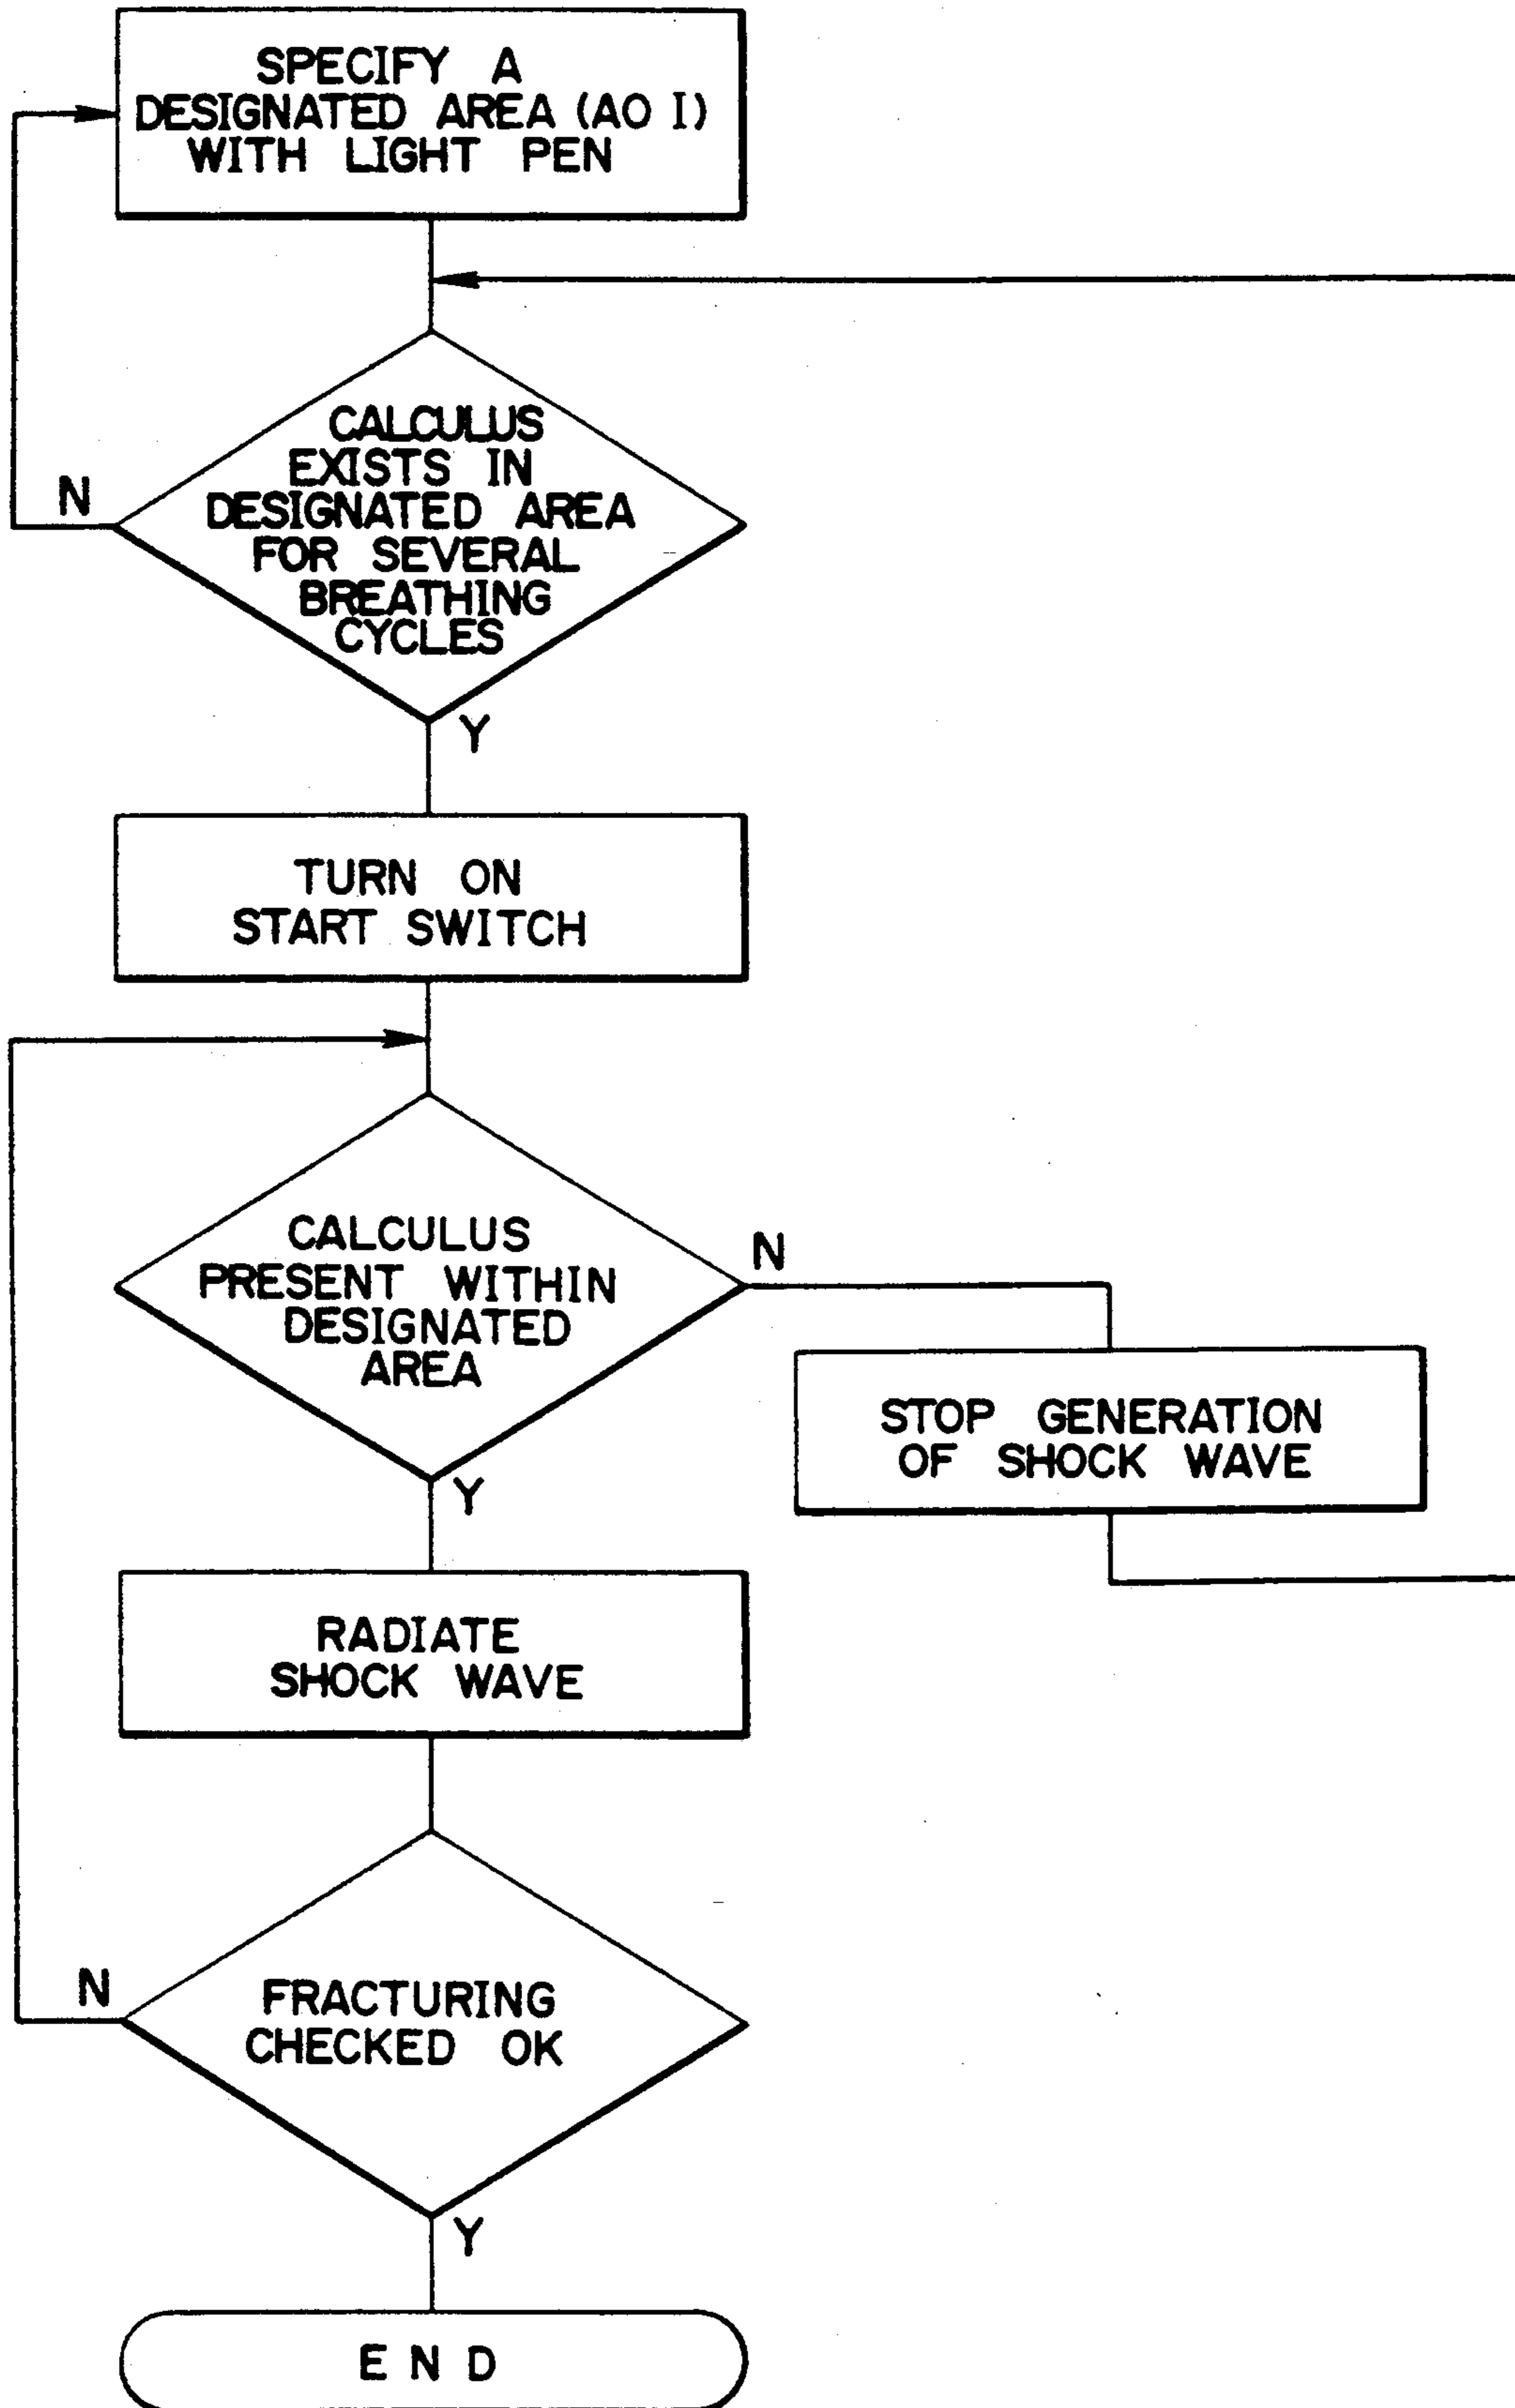 SPECIFY A
DESIGNATED AREA (AO I)
WITH LIGHT PEN
CALCULUS
EXISTS IN
DESIGNATED AREA
FOR SEVERAL
BREATHING
CYCLES
N
Y
TURN ON
START SWITCH
CALCULUS
PRESENT WITHIN
DESIGNATED
AREA
N
Y
STOP GENERATION
OF SHOCK WAVE
RADIATE
SHOCK WAVE
FRACTURING
CHECKED OK
N
Y
END